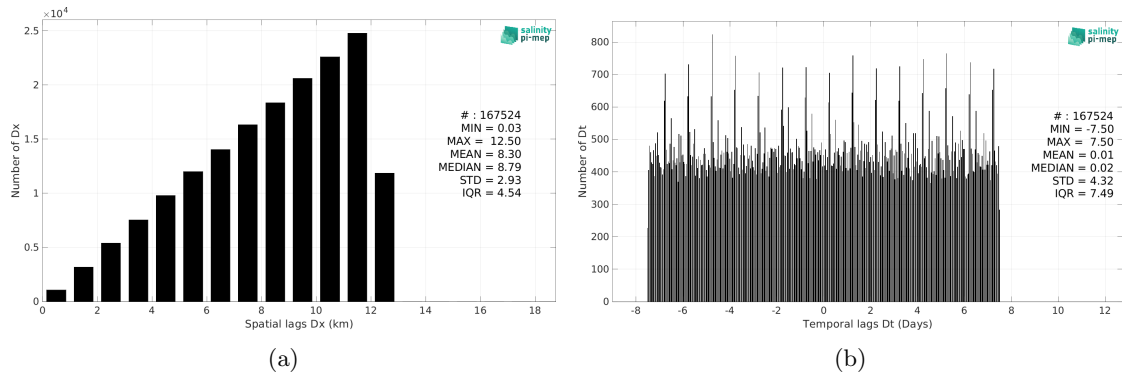 ×10⁴
2.5
2
1.5
1
0.5
0
0 2 4 6 8 10 12 14 16 18
Number of Dx
Spatial lags Dx (km)
salinity
pi-mep
# : 167524
MIN = 0.03
MAX = 12.50
MEAN = 8.30
MEDIAN = 8.79
STD = 2.93
IQR = 4.54
(a)
800
700
600
500
400
300
200
100
0
-8 -6 -4 -2 0 2 4 6 8 10 12
Number of Dt
Temporal lags Dt (Days)
salinity
pi-mep
# : 167524
MIN = -7.50
MAX = 7.50
MEAN = 0.01
MEDIAN = 0.02
STD = 4.32
IQR = 7.49
(b)